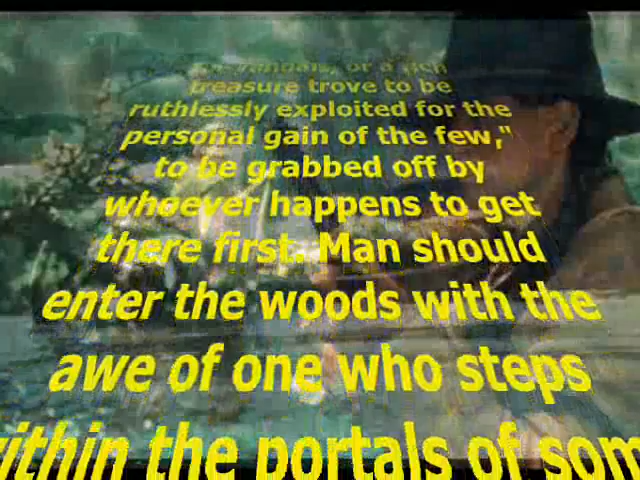 or a rich
treasure trove to be
ruthlessly exploited for the
personal gain of the few,"
to be grabbed off by
whoever happens to get
there first. Man should
enter the woods with the
awe of one who steps
within the portals of